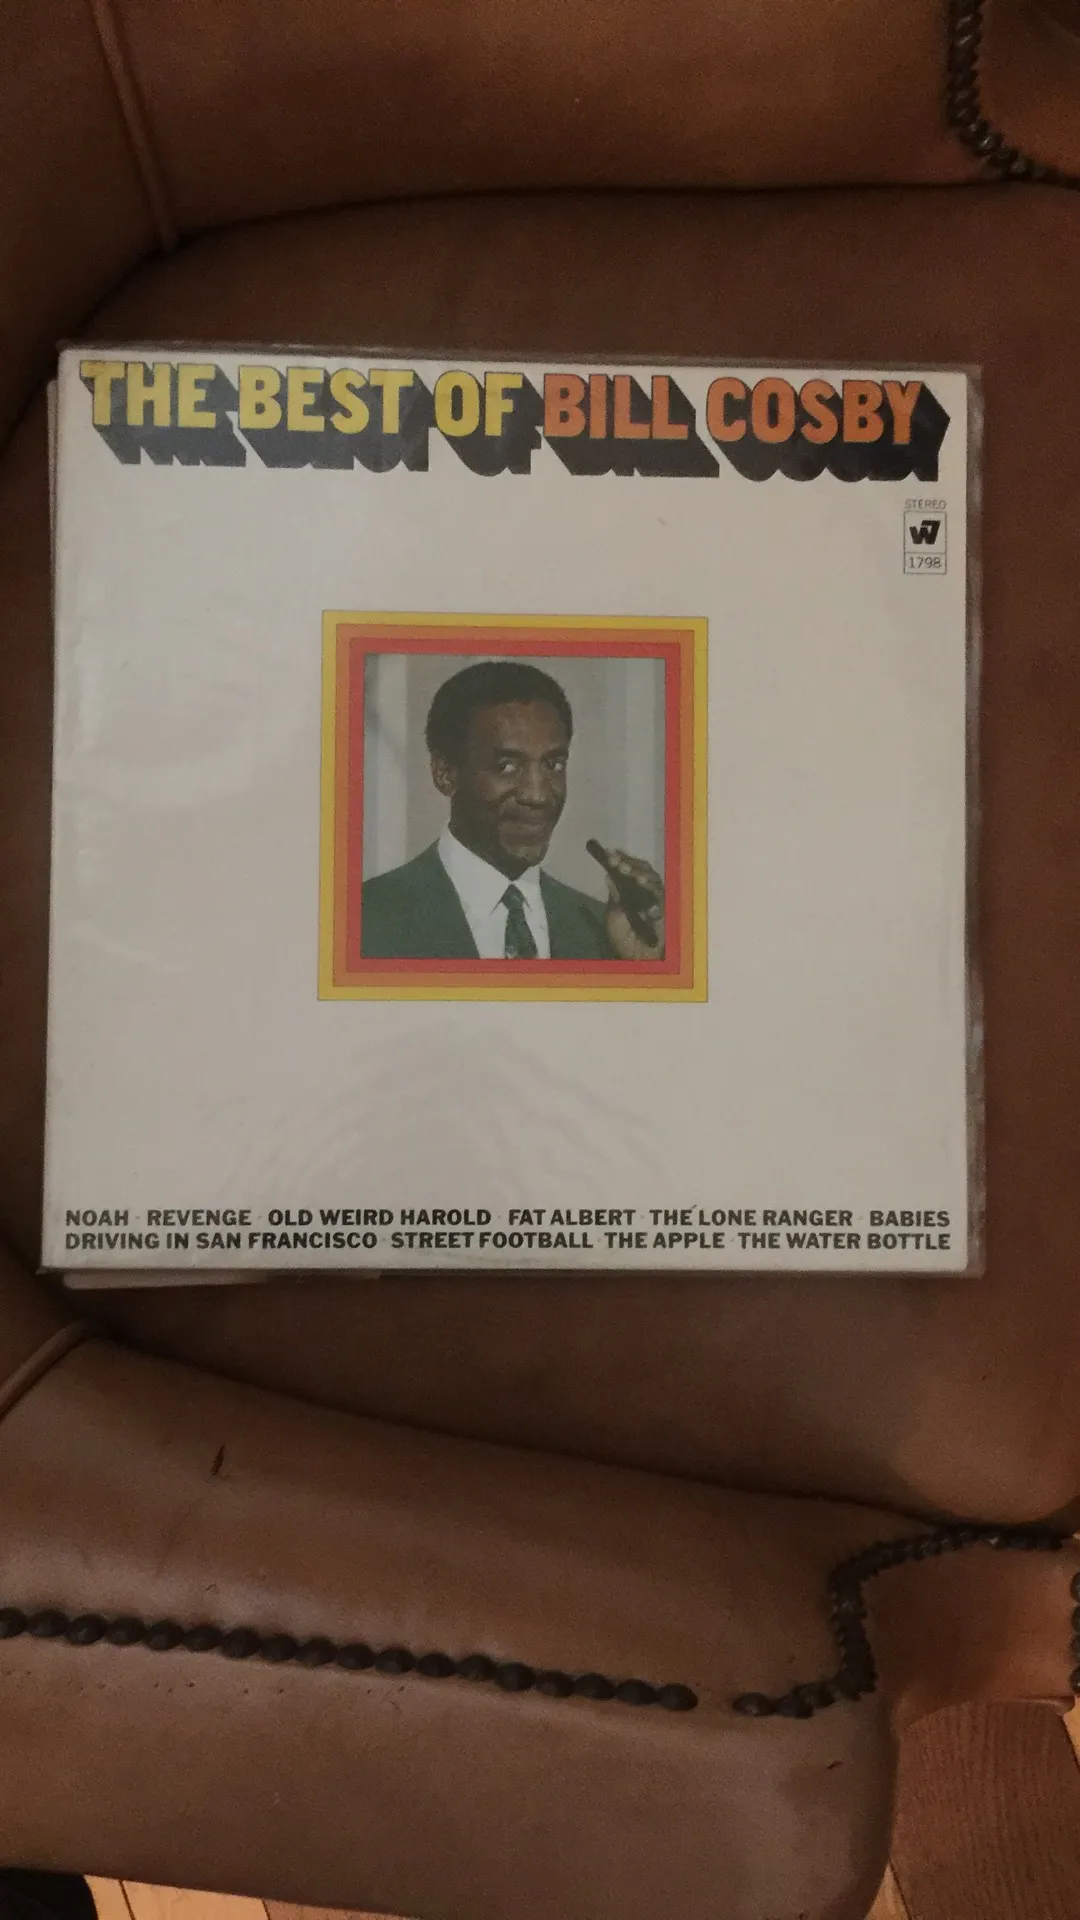 THE BEST OF BILL COSBY
STEREO
W7
1798
NOAH · REVENGE · OLD WEIRD HAROLD · FAT ALBERT · THE LONE RANGER · BABIES
DRIVING IN SAN FRANCISCO · STREET FOOTBALL · THE APPLE · THE WATER BOTTLE